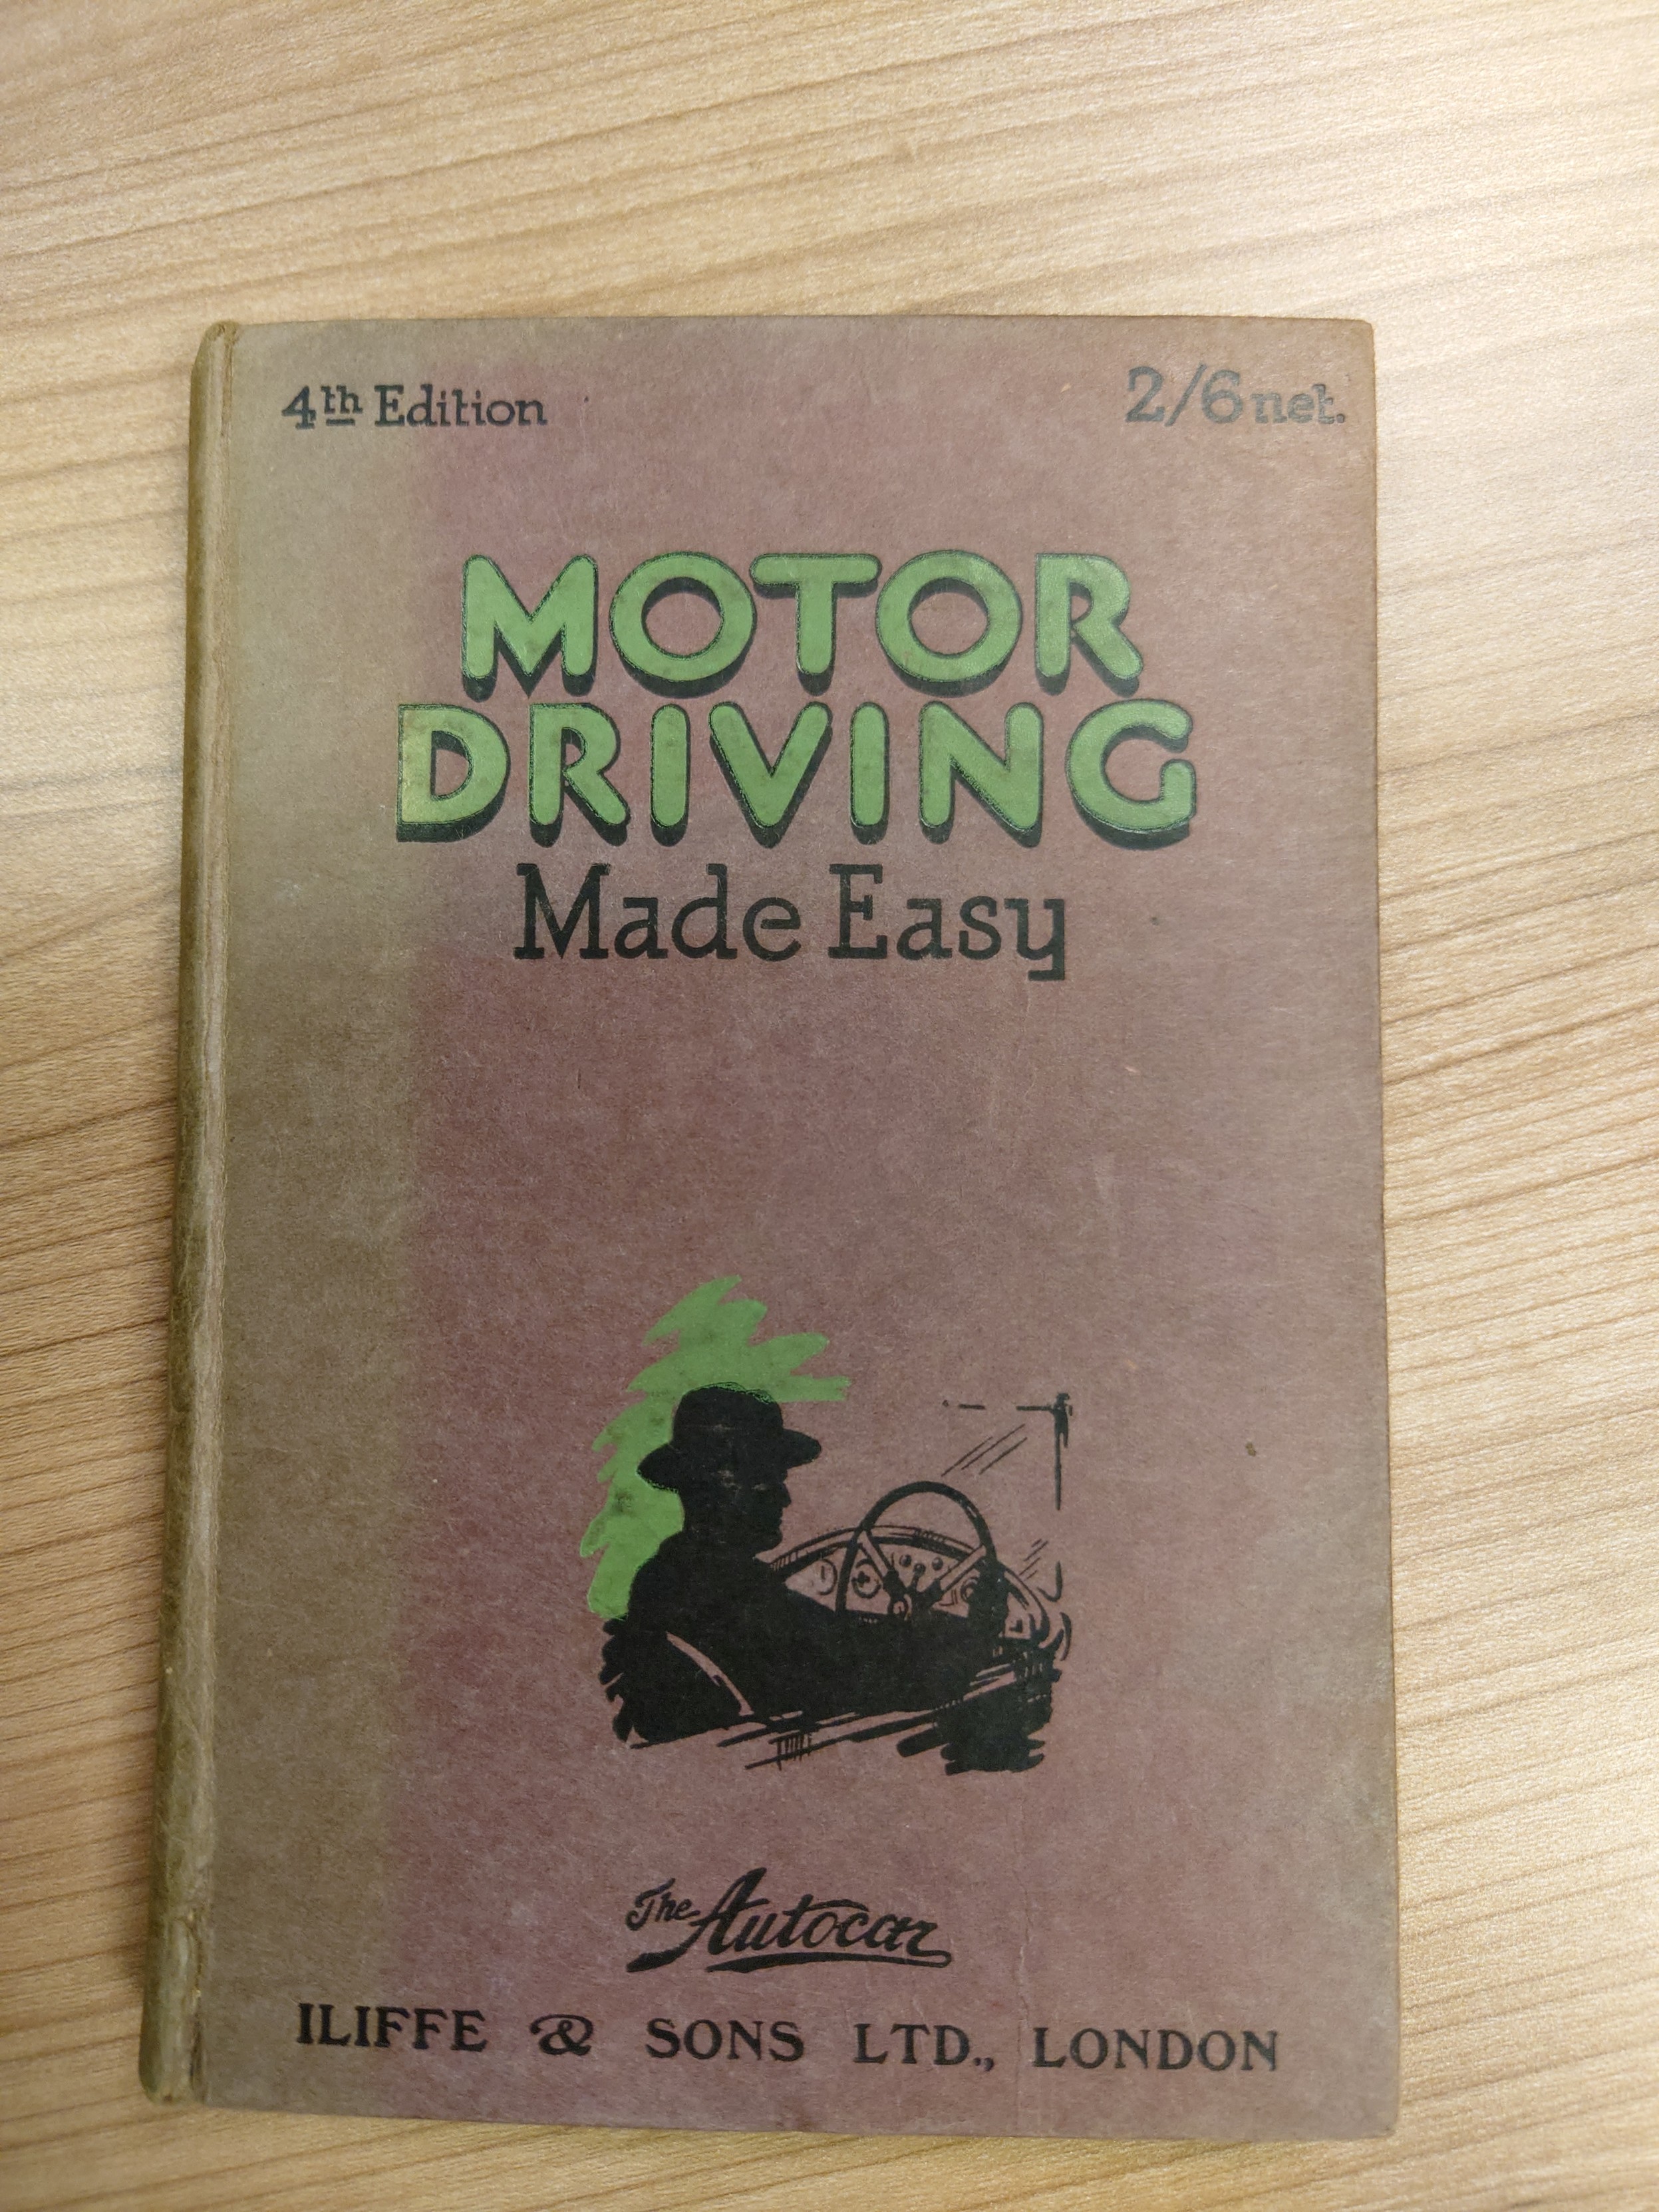 4th Edition
2/6 net.
MOTOR
DRIVING
Made Easy
The Autocar
ILIFFE & SONS LTD., LONDON